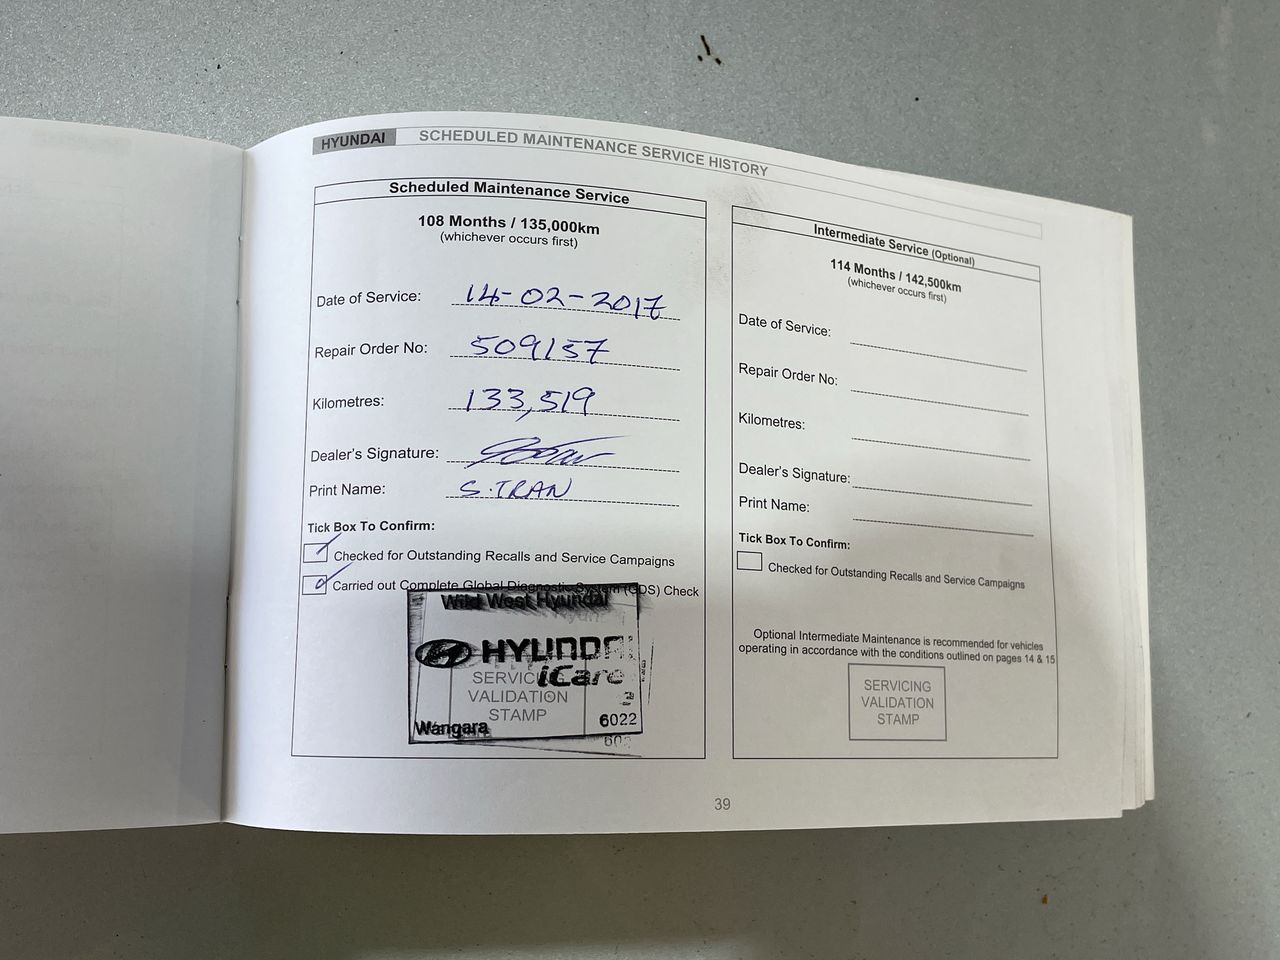 HYUNDAI SCHEDULED MAINTENANCE SERVICE HISTORY
Scheduled Maintenance Service
108 Months / 135,000km
(whichever occurs first)
Date of Service: 14-02-2017
Repair Order No: 509157
Kilometres: 133,519
Dealer's Signature:
Print Name: S.TRAN
Tick Box To Confirm:
Checked for Outstanding Recalls and Service Campaigns
Carried out Complete Global Diagnostic System (GDS) Check
Wild West Hyundai
HYUNDAI
iCare
SERVICING
VALIDATION
STAMP
Wangara 6022
Intermediate Service (Optional)
114 Months / 142,500km
(whichever occurs first)
Date of Service:
Repair Order No:
Kilometres:
Dealer's Signature:
Print Name:
Tick Box To Confirm:
Checked for Outstanding Recalls and Service Campaigns
Optional Intermediate Maintenance is recommended for vehicles
operating in accordance with the conditions outlined on pages 14 & 15
SERVICING
VALIDATION
STAMP
39